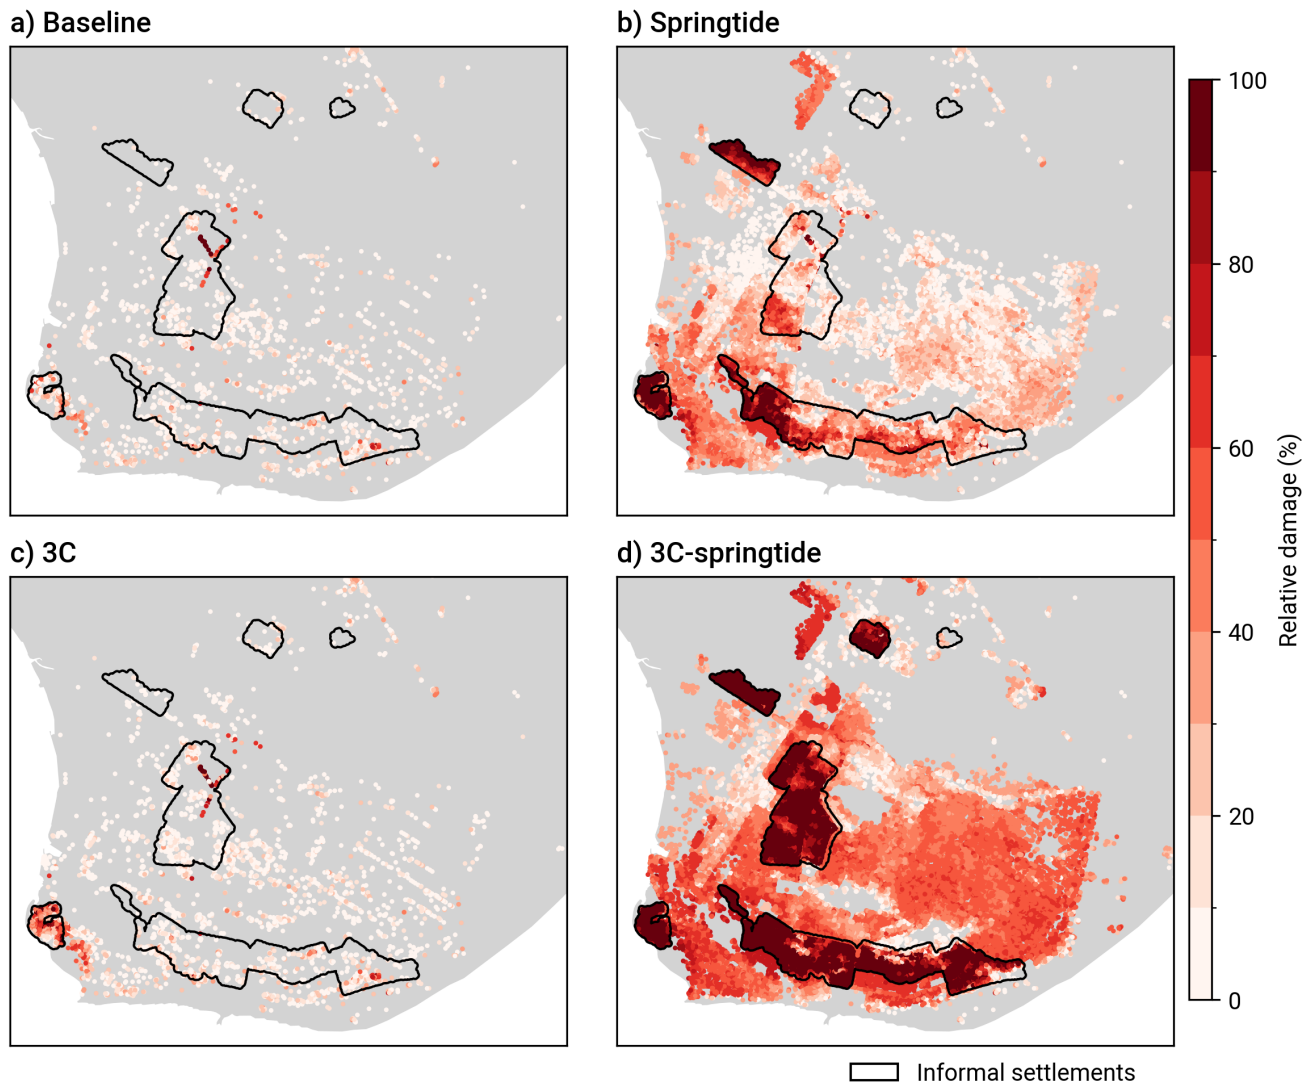 a) Baseline
b) Springtide
100
80
60
40
20
0
Relative damage (%)
c) 3C
d) 3C-springtide
Informal settlements